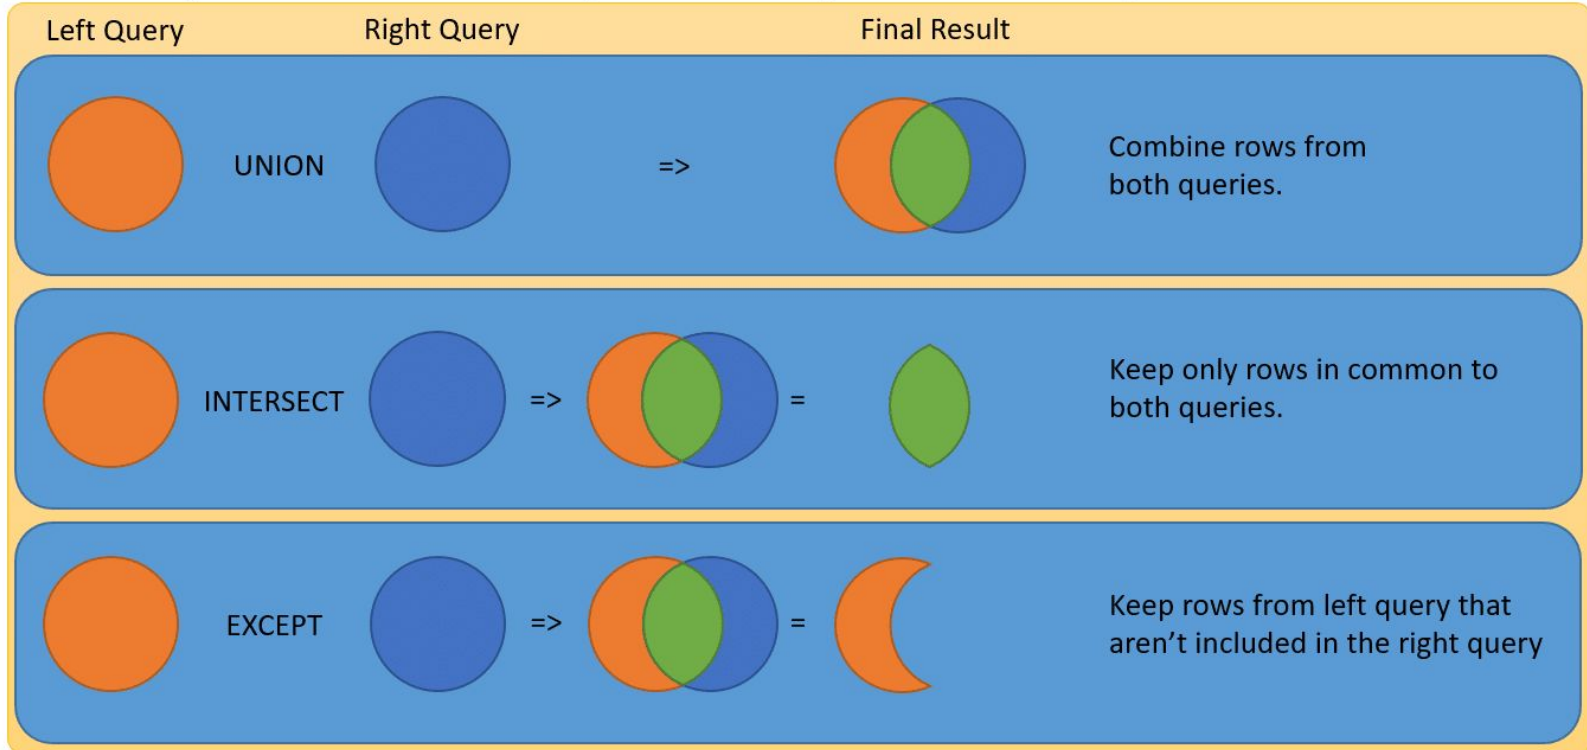 Left Query
Right Query
Final Result
UNION
=>
Combine rows from
both queries.
INTERSECT
=>
=
Keep only rows in common to
both queries.
EXCEPT
=>
=
Keep rows from left query that
aren’t included in the right query